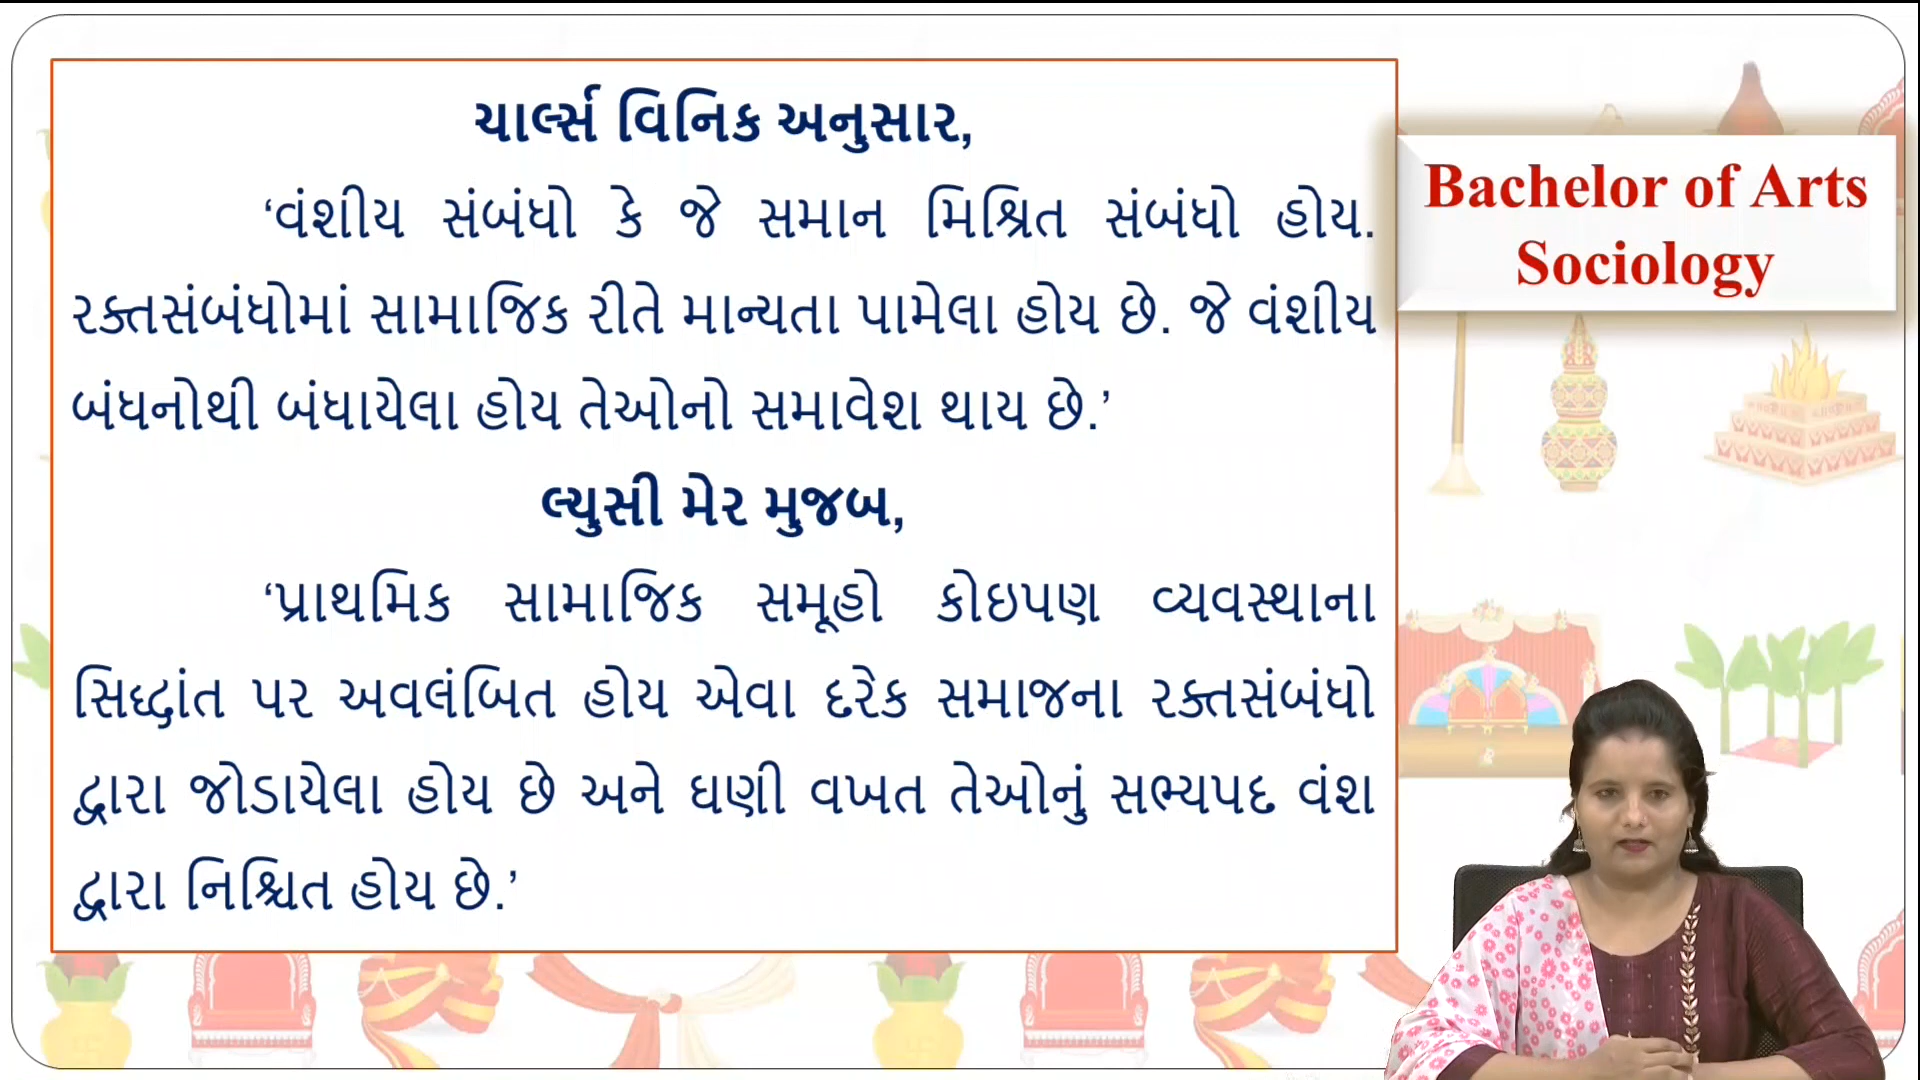 ચાર્લ્સ વિનિક અનુસાર,
‘વંશીય સંબંધો કે જે સમાન મિશ્રિત સંબંધો હોય.
રક્તસંબંધોમાં સામાજિક રીતે માન્યતા પામેલા હોય છે. જે વંશીય
બંધનોથી બંધાયેલા હોય તેઓનો સમાવેશ થાય છે.’
લ્યુસી મેર મુજબ,
‘પ્રાથમિક સામાજિક સમૂહો કોઇપણ વ્યવસ્થાના
સિદ્ધાંત પર અવલંબિત હોય એવા દરેક સમાજના રક્તસંબંધો
દ્વારા જોડાયેલા હોય છે અને ઘણી વખત તેઓનું સભ્યપદ વંશ
દ્વારા નિશ્ચિત હોય છે.’
Bachelor of Arts
Sociology